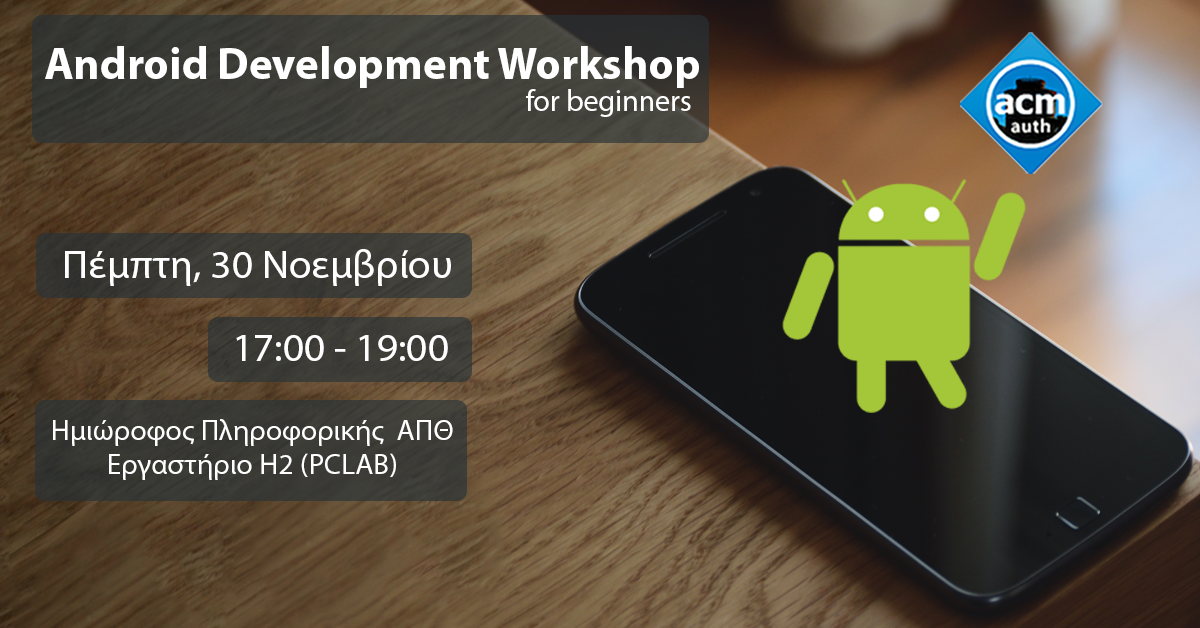 Android Development Workshop
for beginners
acm
auth
Πέμπτη, 30 Νοεμβρίου
17:00 - 19:00
Ημιώροφος Πληροφορικής ΑΠΘ
Εργαστήριο Η2 (PCLAB)